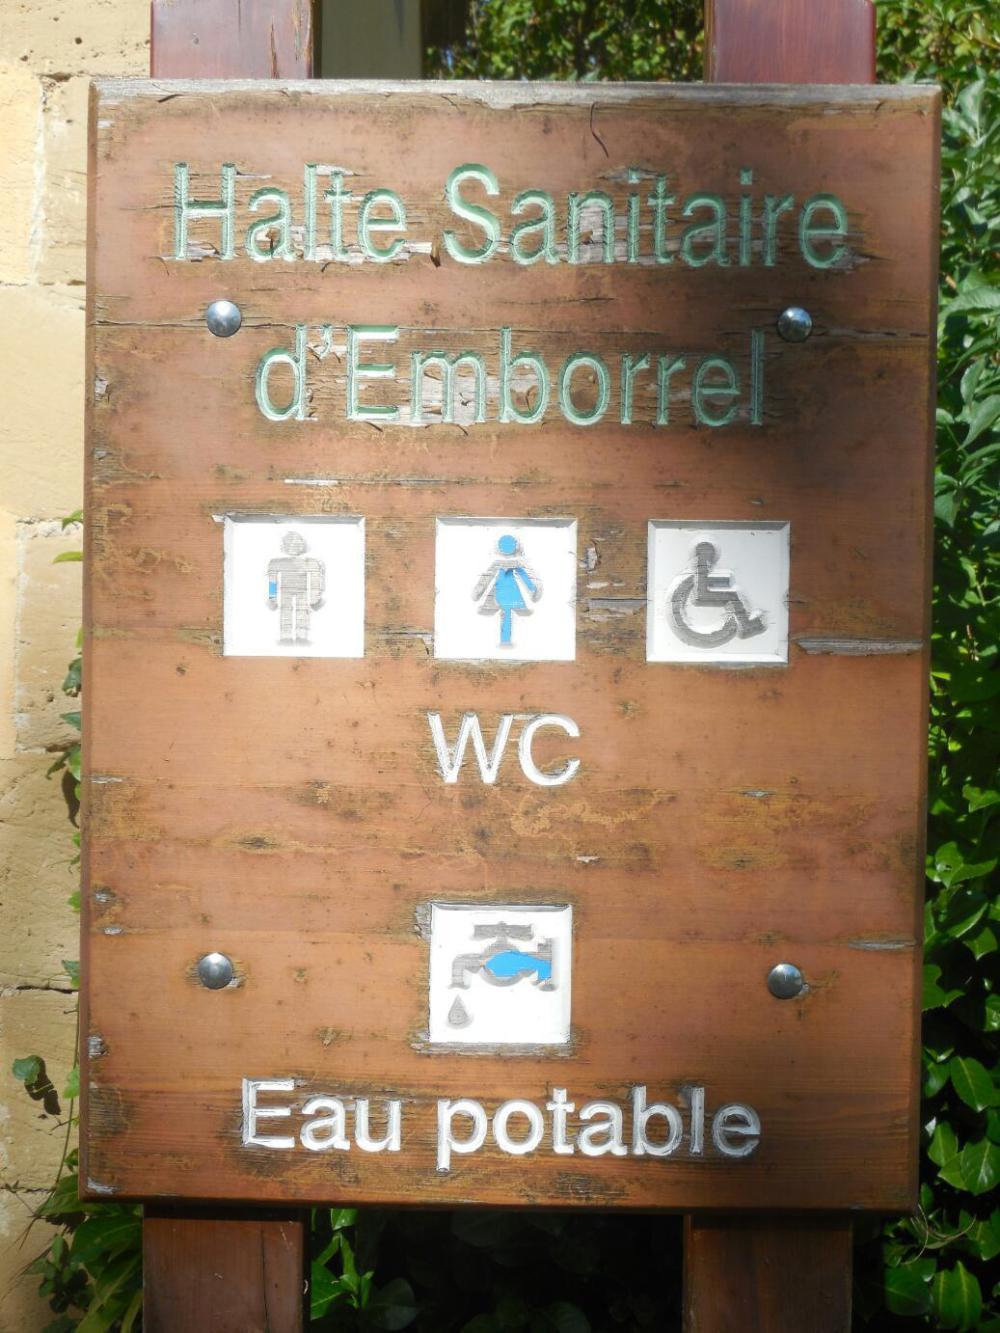 Halte Sanitaire
d'Emborrel
WC
Eau potable